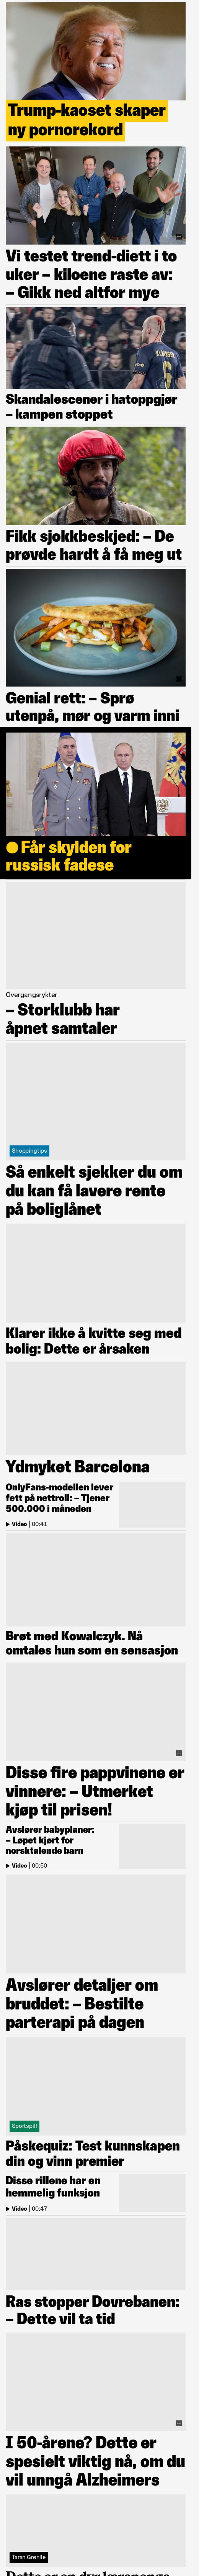 Trump-kaoset skaper
ny pornorekord
Vi testet trend-diett i to
uker – kiloene raste av:
– Gikk ned altfor mye
Skandalescener i hatoppgjør
– kampen stoppet
Fikk sjokkbeskjed: – De
prøvde hardt å få meg ut
Genial rett: – Sprø
utenpå, mør og varm inni
Får skylden for
russisk fadese
Overgangsrykter
– Storklubb har
åpnet samtaler
Shoppingtips
Så enkelt sjekker du om
du kan få lavere rente
på boliglånet
Klarer ikke å kvitte seg med
bolig: Dette er årsaken
Ydmyket Barcelona
OnlyFans-modellen lever
fett på nettroll: – Tjener
500.000 i måneden
Video | 00:41
Brøt med Kowalczyk. Nå
omtales hun som en sensasjon
Disse fire pappvinene er
vinnere: – Utmerket
kjøp til prisen!
Avslører babyplaner:
– Løpet kjørt for
norsktalende barn
Video | 00:50
Avslører detaljer om
bruddet: – Bestilte
parterapi på dagen
Sportspill
Påskequiz: Test kunnskapen
din og vinn premier
Disse rillene har en
hemmelig funksjon
Video | 00:47
Ras stopper Dovrebanen:
– Dette vil ta tid
I 50-årene? Dette er
spesielt viktig nå, om du
vil unngå Alzheimers
Taran Grønlie